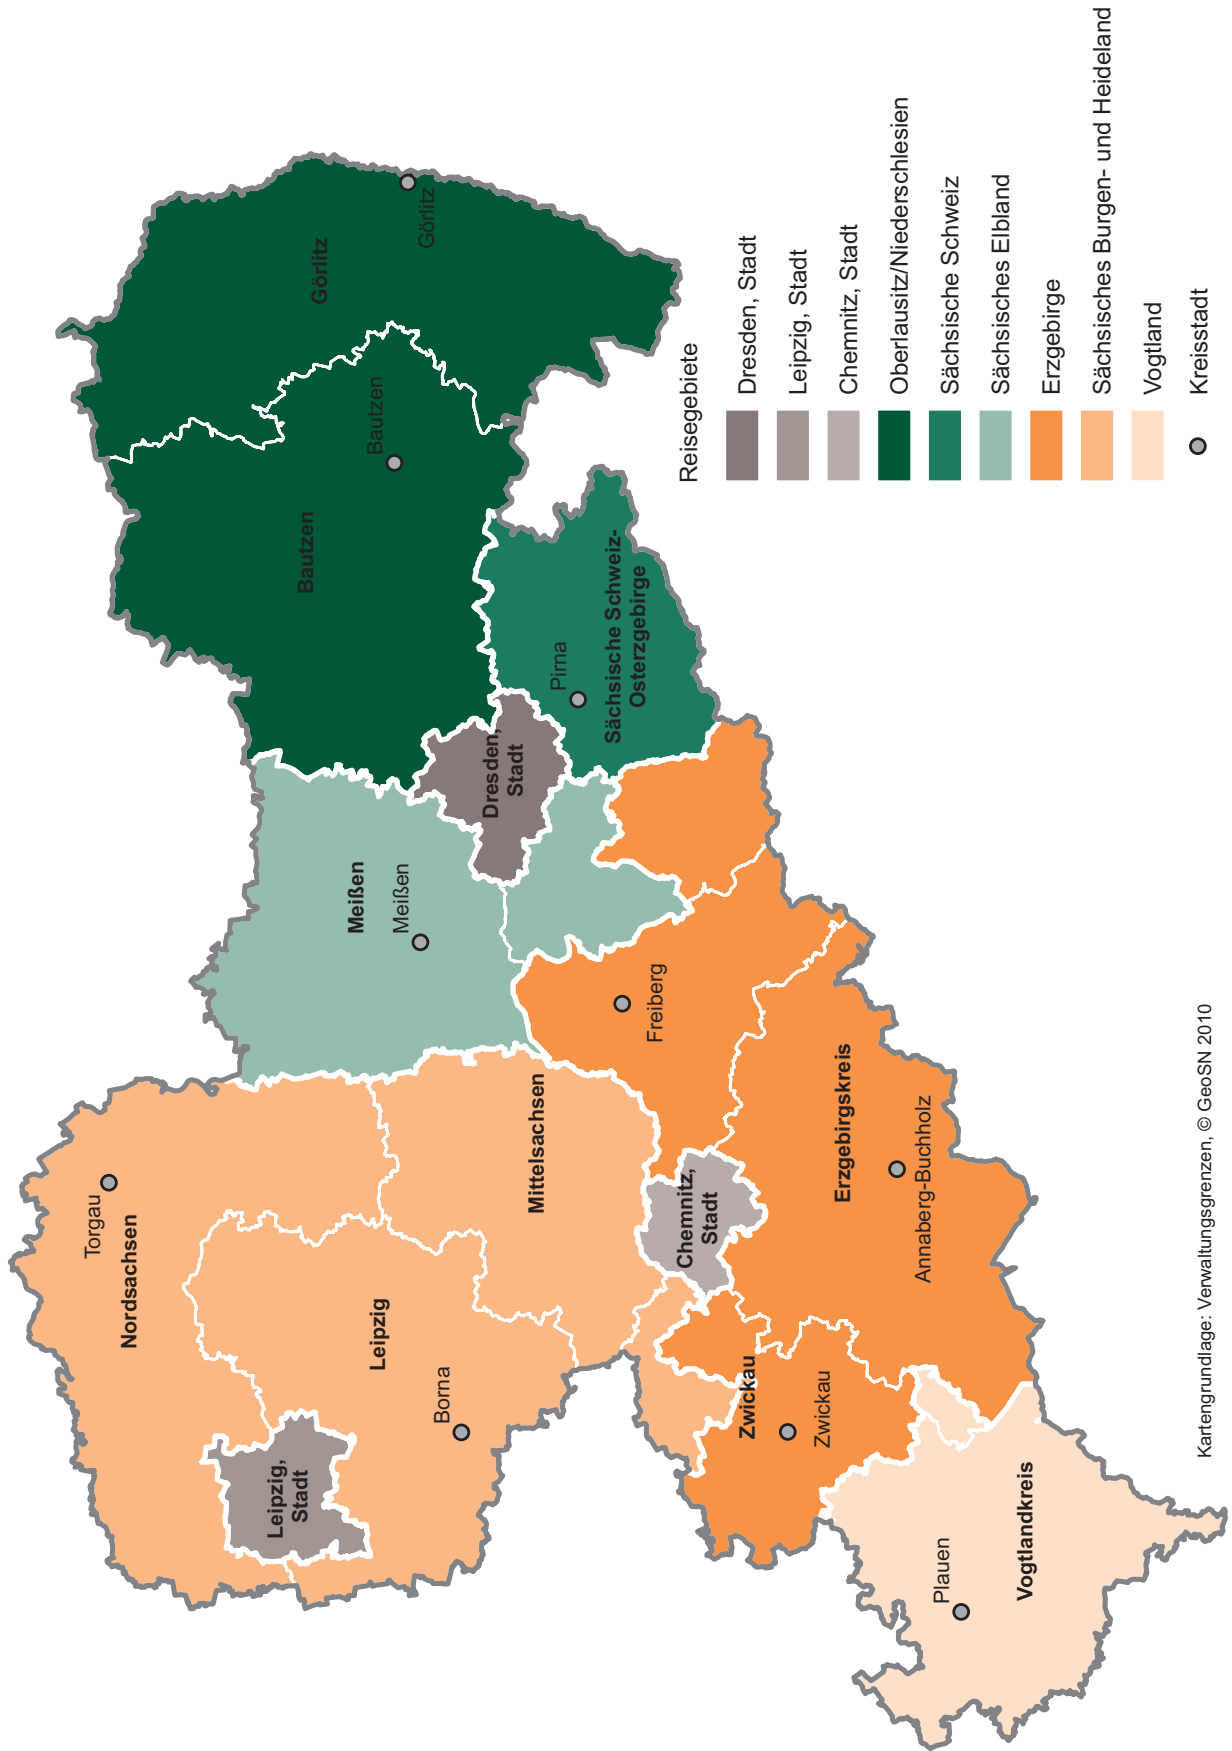 Torgau
Nordsachsen
Leipzig,
Stadt
Leipzig
Borna
Mittelsachsen
Meißen
Meißen
Bautzen
Bautzen
Görlitz
Görlitz
Dresden,
Stadt
Pirna
Sächsische Schweiz-
Osterzgebirge
Freiberg
Chemnitz,
Stadt
Erzgebirgskreis
Annaberg-Buchholz
Zwickau
Zwickau
Plauen
Vogtlandkreis
Reisegebiete
Dresden, Stadt
Leipzig, Stadt
Chemnitz, Stadt
Oberlausitz/Niederschlesien
Sächsische Schweiz
Sächsisches Elbland
Erzgebirge
Sächsisches Burgen- und Heideland
Vogtland
Kreisstadt
Kartengrundlage: Verwaltungsgrenzen, © GeoSN 2010